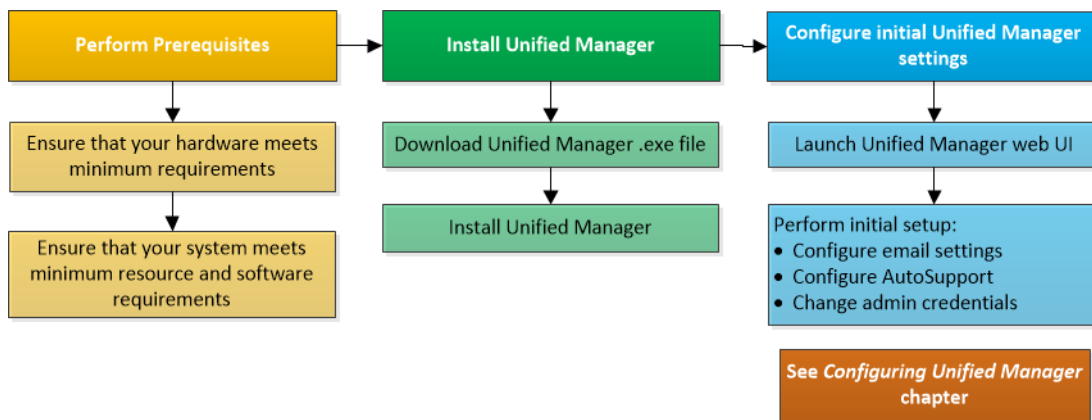 Perform Prerequisites
Install Unified Manager
Configure initial Unified Manager
settings
Ensure that your hardware meets
minimum requirements
Download Unified Manager .exe file
Launch Unified Manager web UI
Ensure that your system meets
minimum resource and software
requirements
Install Unified Manager
Perform initial setup:
• Configure email settings
• Configure AutoSupport
• Change admin credentials
See Configuring Unified Manager
chapter